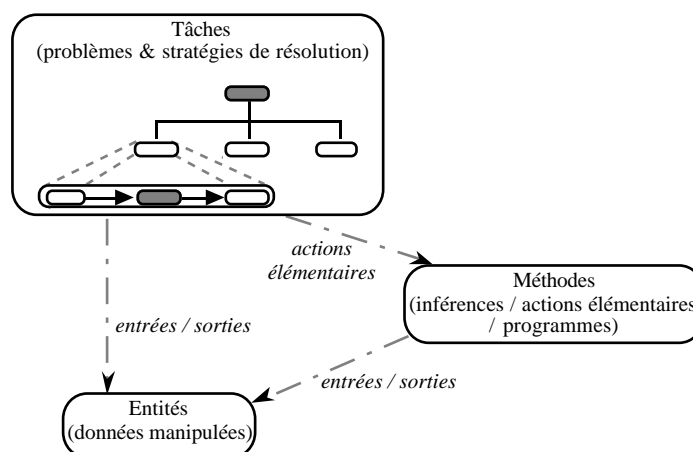 Tâches
(problèmes & stratégies de résolution)
actions
élémentaires
Méthodes
(inférences / actions élémentaires
/ programmes)
entrées / sorties
entrées / sorties
Entités
(données manipulées)